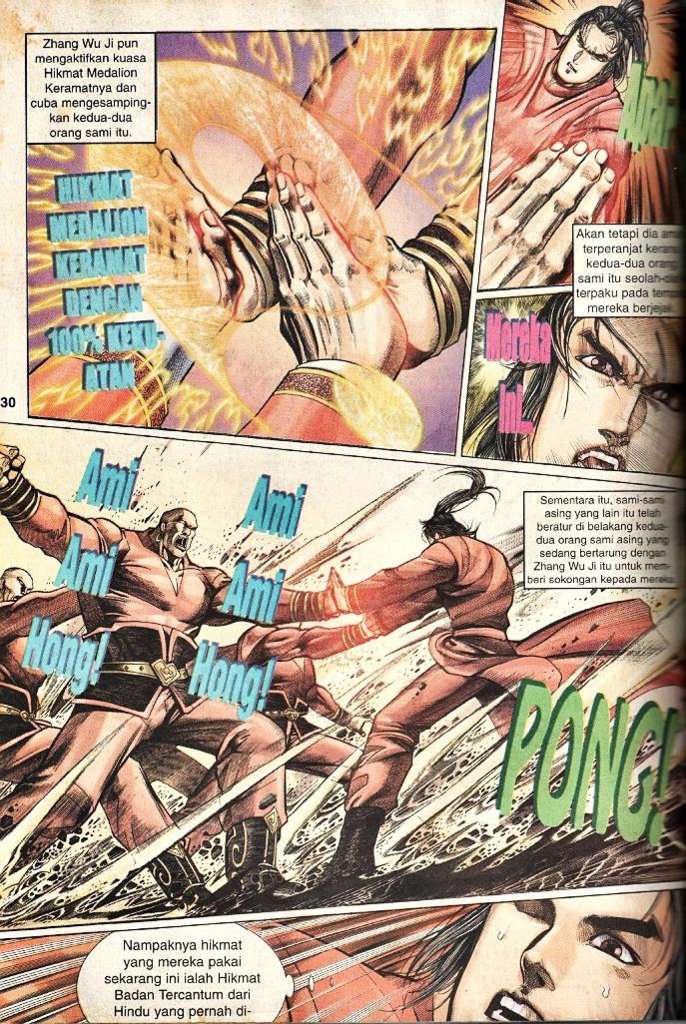 Zhang Wu Ji pun
mengaktifkan kuasa
Hikmat Medalion
Keramatnya dan
cuba mengesamping-
kan kedua-dua
orang sami itu.
HIKMAT
MEDALION
KERAMAT
DENGAN
100% KEKU-
ATAN
Apa-
Akan tetapi dia
terperanjat
kedua-dua
sami itu seolah-olah
terpaku pada
mereka
Mereka
ini...
30
Sementara itu, sami-sami
asing yang lain itu telah
beratur di belakang kedua-
dua orang sami asing yang
sedang bertarung dengan
Zhang Wu Ji itu untuk mem-
beri sokongan kepada mereka.
Ami
Ami
Hong!
Ami
Ami
Hong!
PONG!
Nampaknya hikmat
yang mereka pakai
sekarang ini ialah Hikmat
Badan Tercantum dari
Hindu yang pernah di-